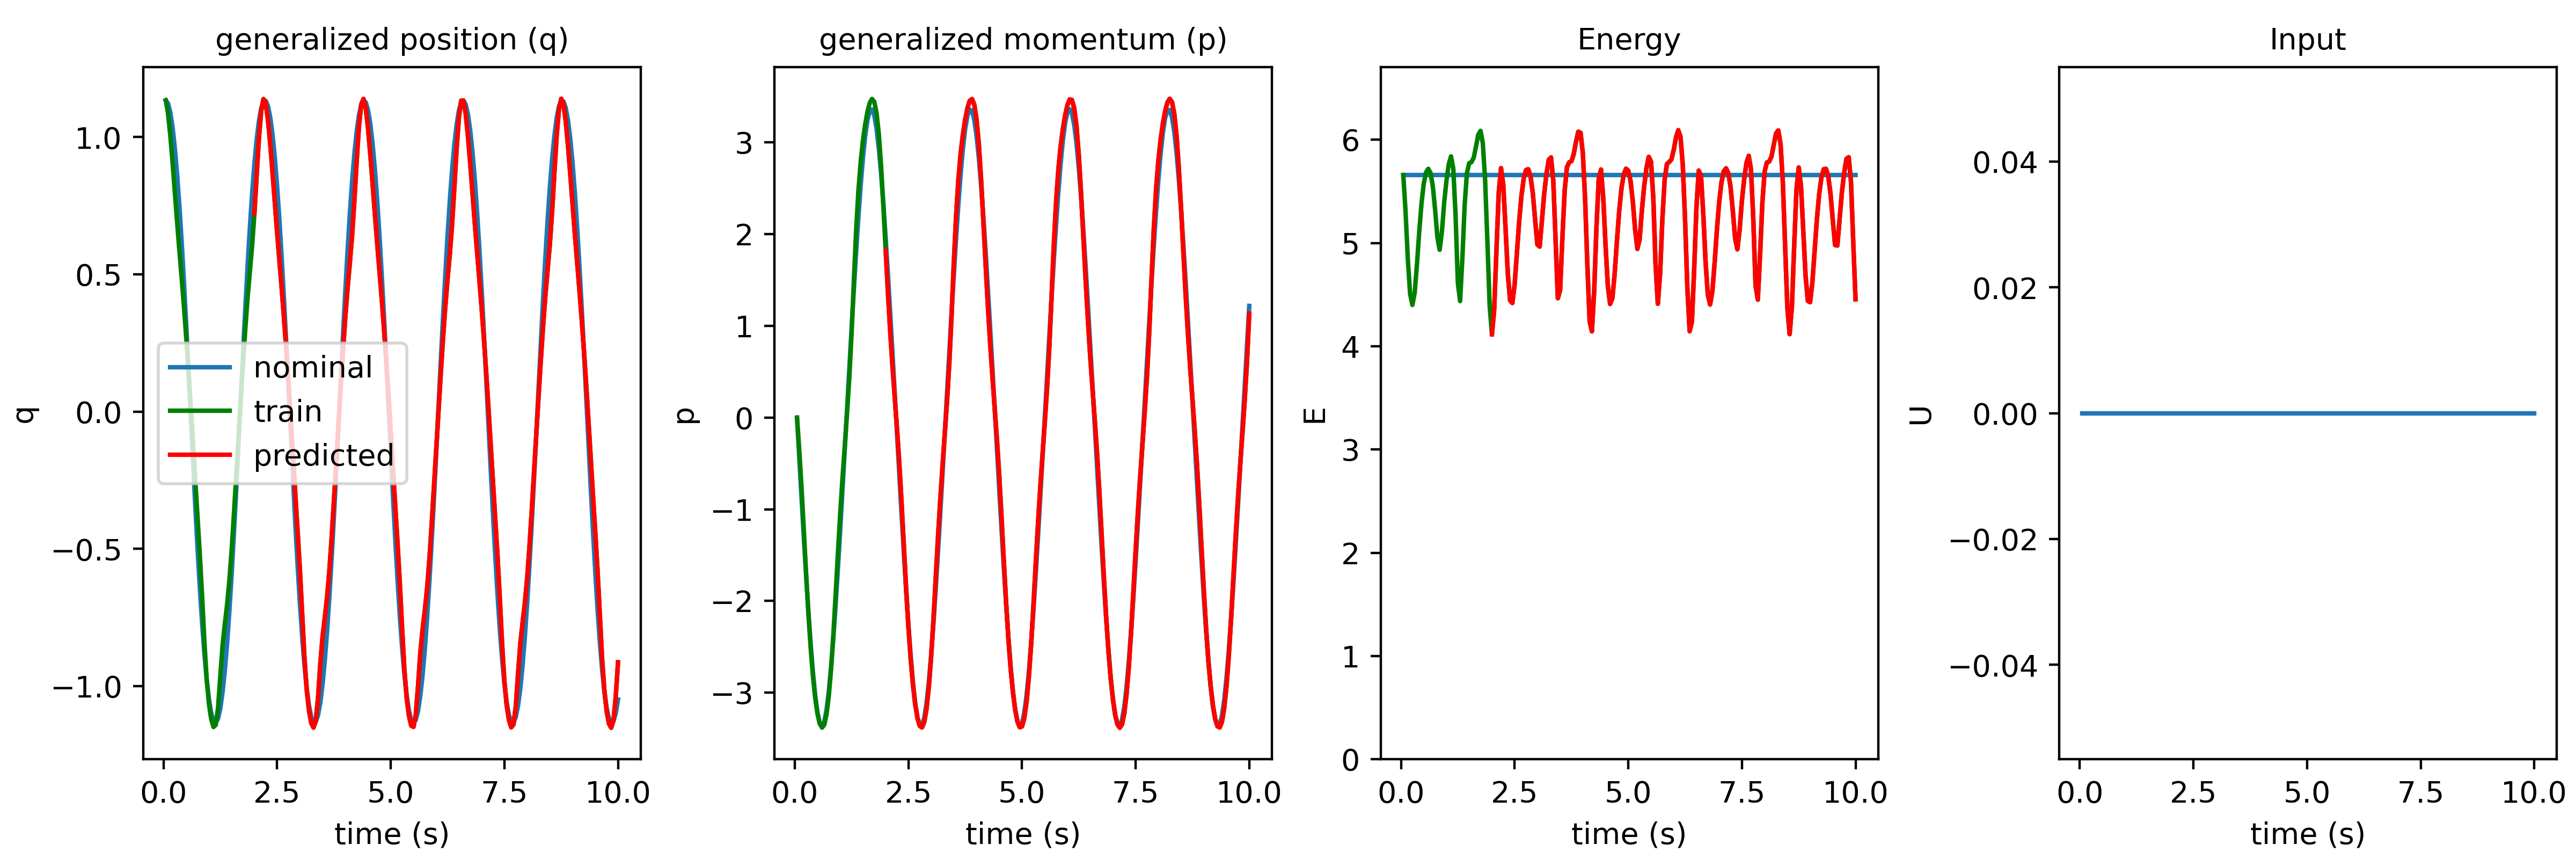 generalized position (q)
1.0
0.5
0.0
−0.5
−1.0
q
nominal
train
predicted
0.0 2.5 5.0 7.5 10.0
time (s)
generalized momentum (p)
3
2
1
0
−1
−2
−3
p
0.0 2.5 5.0 7.5 10.0
time (s)
Energy
6
5
4
3
2
1
0
E
0.0 2.5 5.0 7.5 10.0
time (s)
Input
0.04
0.02
0.00
−0.02
−0.04
U
0.0 2.5 5.0 7.5 10.0
time (s)